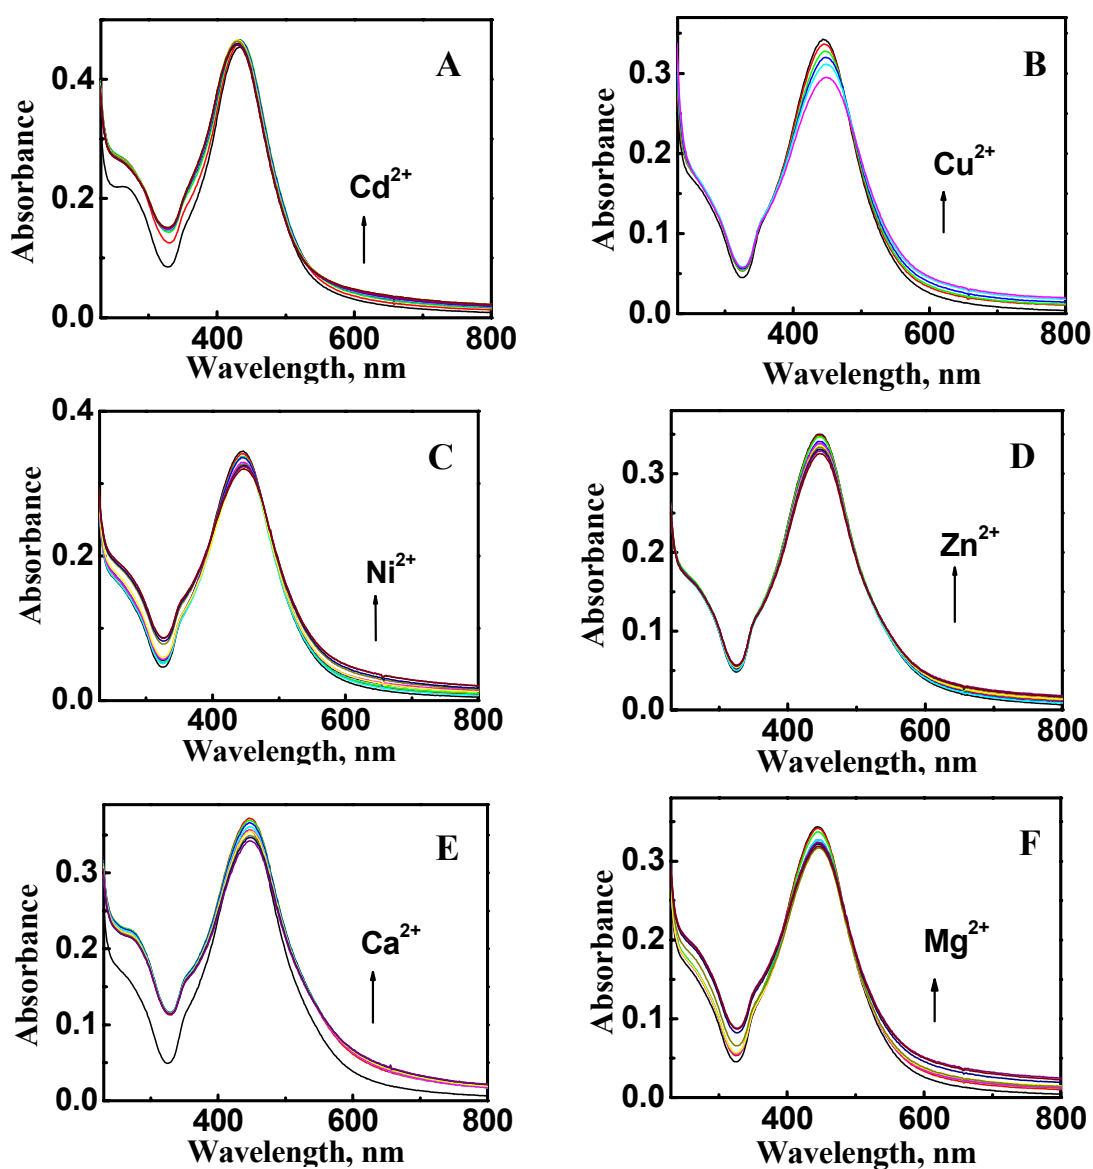 A
0.4
0.2
0.0
Absorbance
Cd²⁺
400 600 800
Wavelength, nm
B
0.3
0.2
0.1
0.0
Absorbance
Cu²⁺
400 600 800
Wavelength, nm
C
0.4
0.2
0.0
Absorbance
Ni²⁺
400 600 800
Wavelength, nm
D
0.3
0.2
0.1
0.0
Absorbance
Zn²⁺
400 600 800
Wavelength, nm
E
0.3
0.2
0.1
0.0
Absorbance
Ca²⁺
400 600 800
Wavelength, nm
F
0.3
0.2
0.1
0.0
Absorbance
Mg²⁺
400 600 800
Wavelength, nm